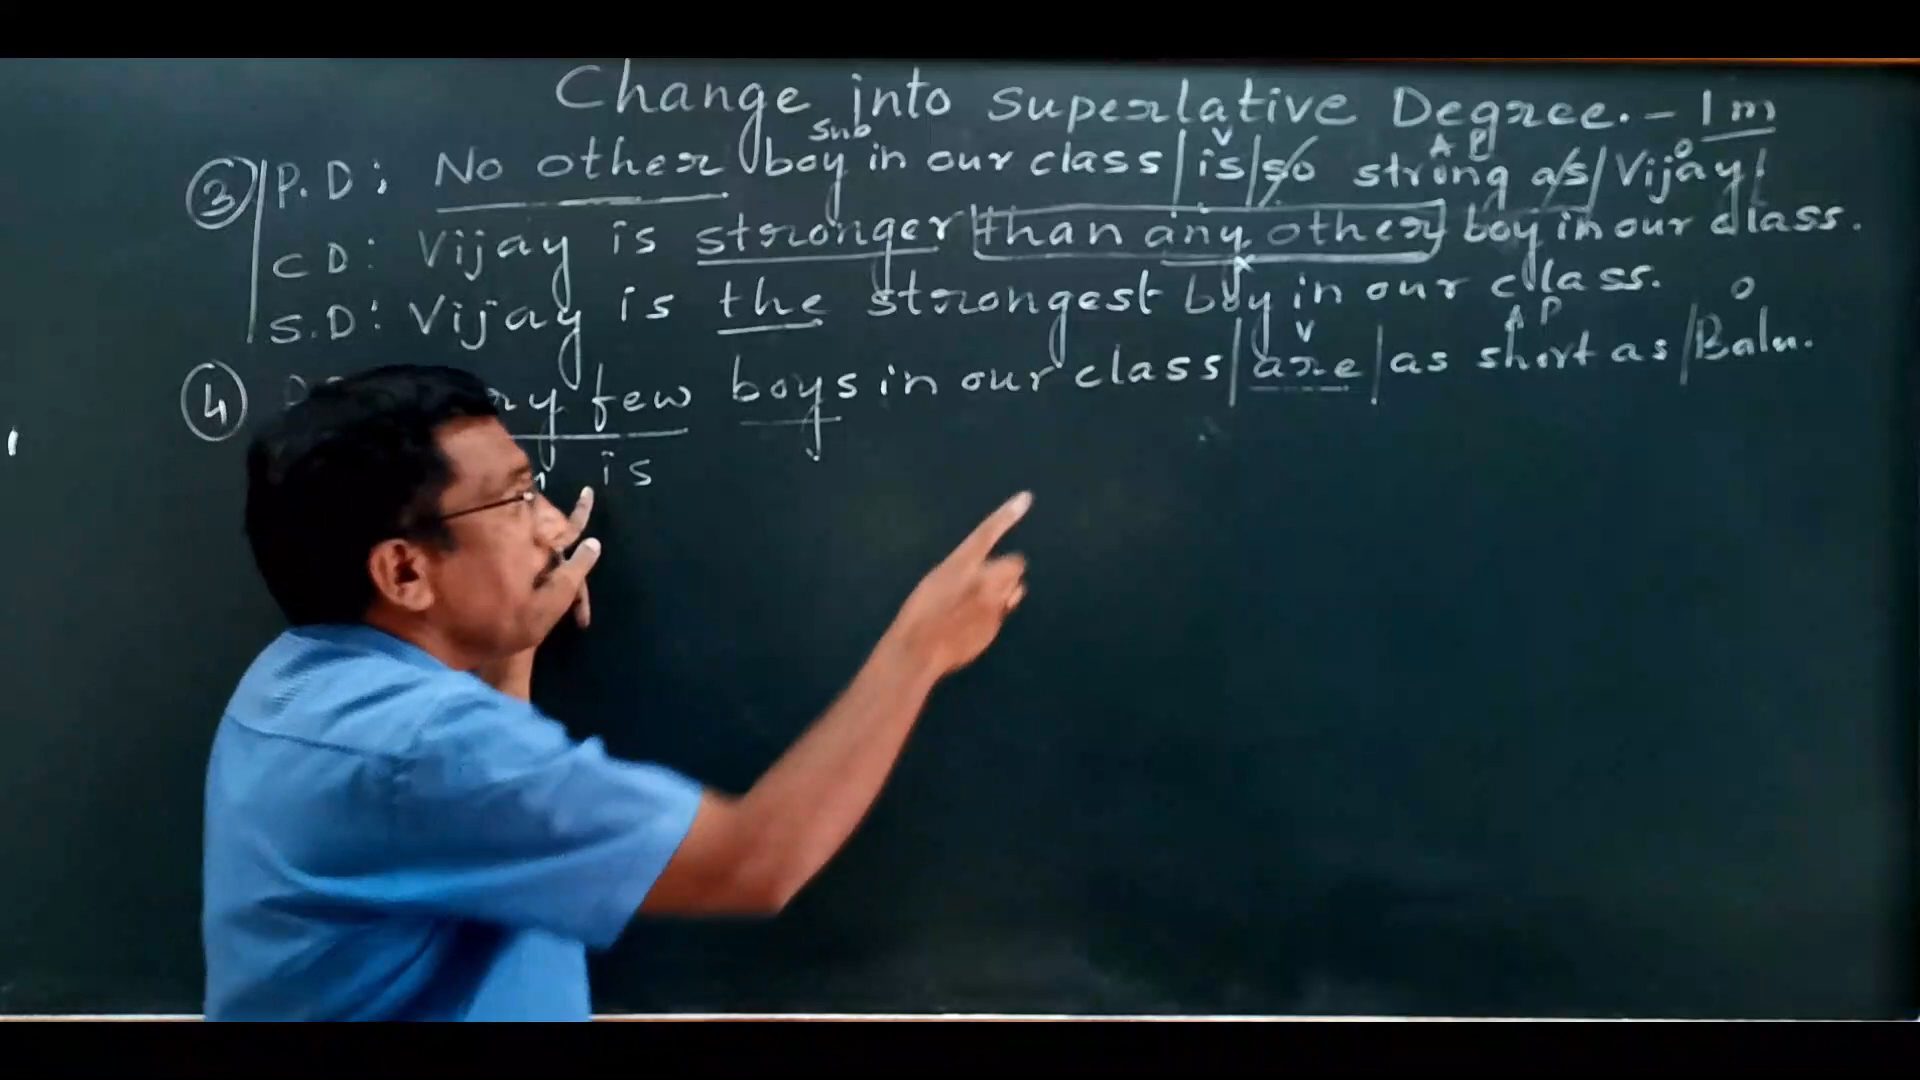 Change into Superlative Degree. - 1 m
sub v A P o
3 P.D: No other boy in our class | is | so strong as | Vijay.
C D: Vijay is stronger than any other boy in our class.
S.D: Vijay is the strongest boy in our class.
v A P o
4 few boys in our class | are | as short as | Balu.
is